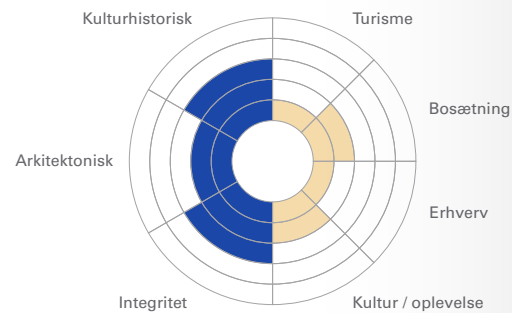 Kulturhistorisk
Turisme
Bosætning
Arkitektonisk
Erhverv
Integritet
Kultur / oplevelse